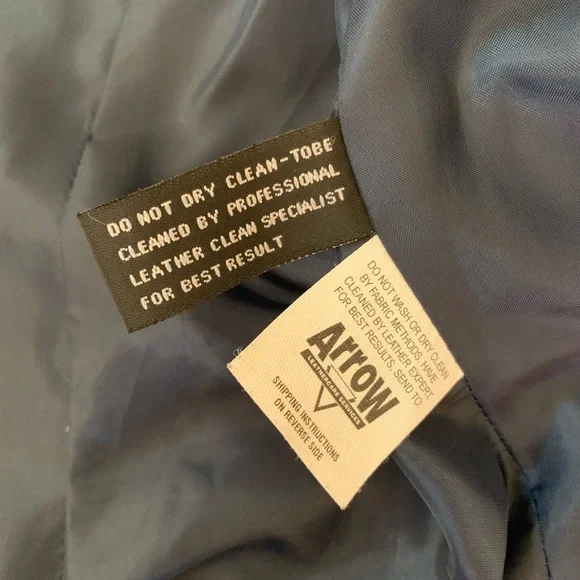 DO NOT DRY CLEAN-TOBE
CLEANED BY PROFESSIONAL
LEATHER CLEAN SPECIALIST
FOR BEST RESULT
DO NOT WASH OR DRY CLEAN
BY FABRIC METHODS. HAVE
CLEANED BY LEATHER EXPERT.
FOR BEST RESULTS, SEND TO:
ArroW
LEATHERCARE SERVICES
SHIPPING INSTRUCTIONS
ON REVERSE SIDE